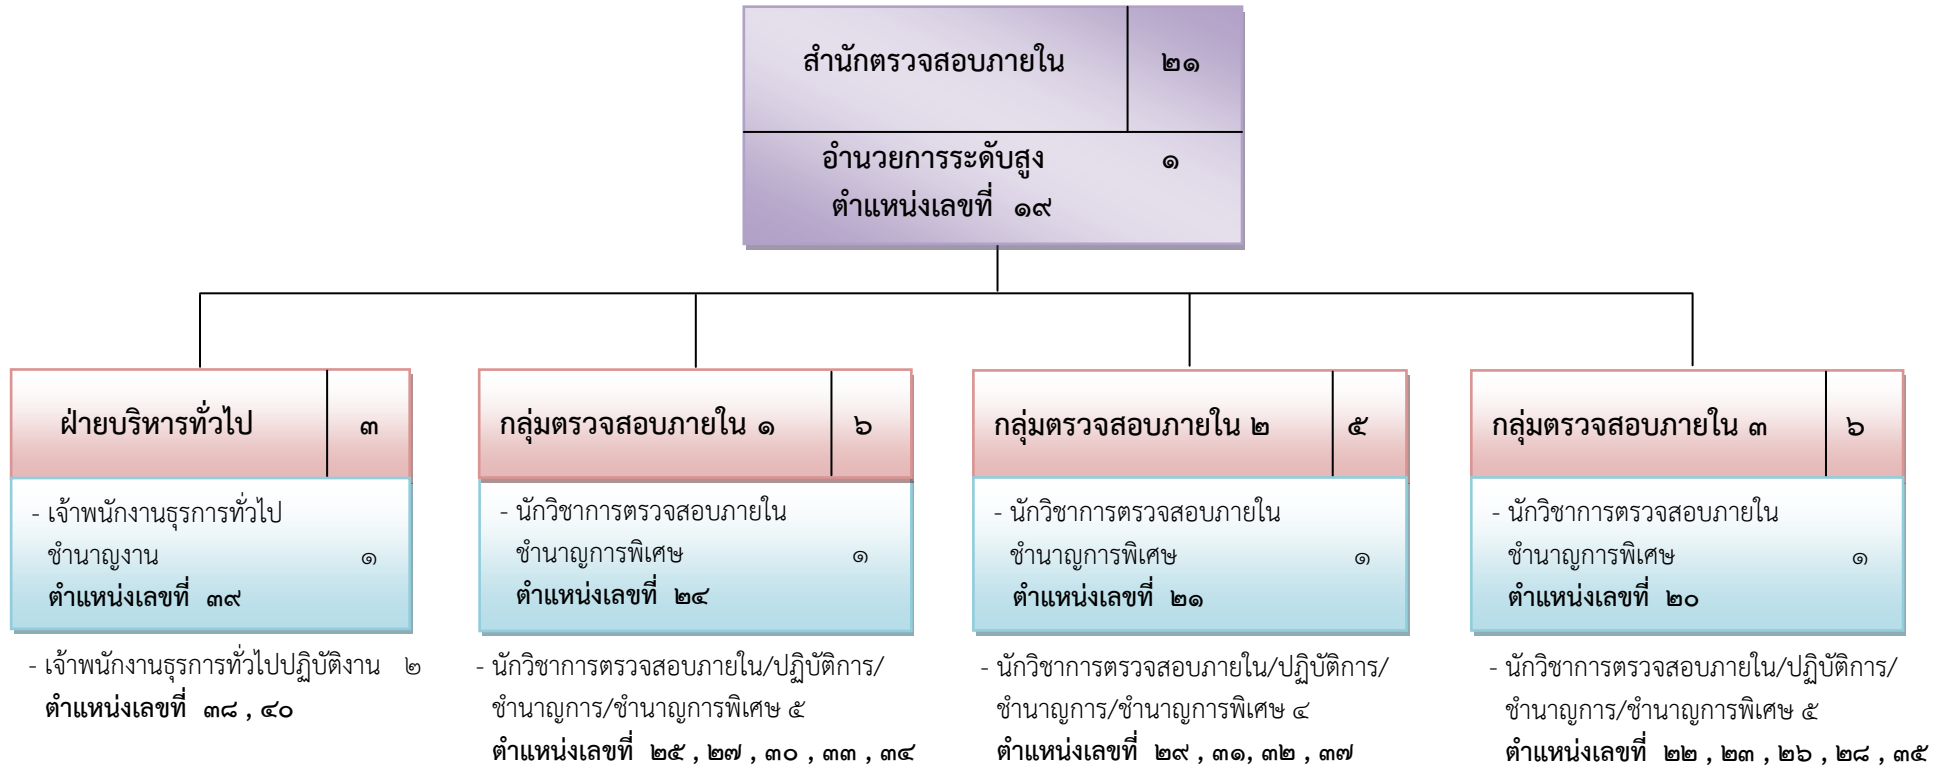 สำนักตรวจสอบภายใน ๒๑
อำนวยการระดับสูง ๑
ตำแหน่งเลขที่ ๑๙
ฝ่ายบริหารทั่วไป ๓
- เจ้าพนักงานธุรการทั่วไป
ชำนาญงาน ๑
ตำแหน่งเลขที่ ๓๙
- เจ้าพนักงานธุรการทั่วไปปฏิบัติงาน ๒
ตำแหน่งเลขที่ ๓๘ , ๔๐
กลุ่มตรวจสอบภายใน ๑ ๖
- นักวิชาการตรวจสอบภายใน
ชำนาญการพิเศษ ๑
ตำแหน่งเลขที่ ๒๔
- นักวิชาการตรวจสอบภายใน/ปฏิบัติการ/
ชำนาญการ/ชำนาญการพิเศษ ๕
ตำแหน่งเลขที่ ๒๕ , ๒๗ , ๓๐ , ๓๓ , ๓๔
กลุ่มตรวจสอบภายใน ๒ ๕
- นักวิชาการตรวจสอบภายใน
ชำนาญการพิเศษ ๑
ตำแหน่งเลขที่ ๒๑
- นักวิชาการตรวจสอบภายใน/ปฏิบัติการ/
ชำนาญการ/ชำนาญการพิเศษ ๔
ตำแหน่งเลขที่ ๒๙ , ๓๑, ๓๒ , ๓๗
กลุ่มตรวจสอบภายใน ๓ ๖
- นักวิชาการตรวจสอบภายใน
ชำนาญการพิเศษ ๑
ตำแหน่งเลขที่ ๒๐
- นักวิชาการตรวจสอบภายใน/ปฏิบัติการ/
ชำนาญการ/ชำนาญการพิเศษ ๕
ตำแหน่งเลขที่ ๒๒ , ๒๓ , ๒๖ , ๒๘ , ๓๕